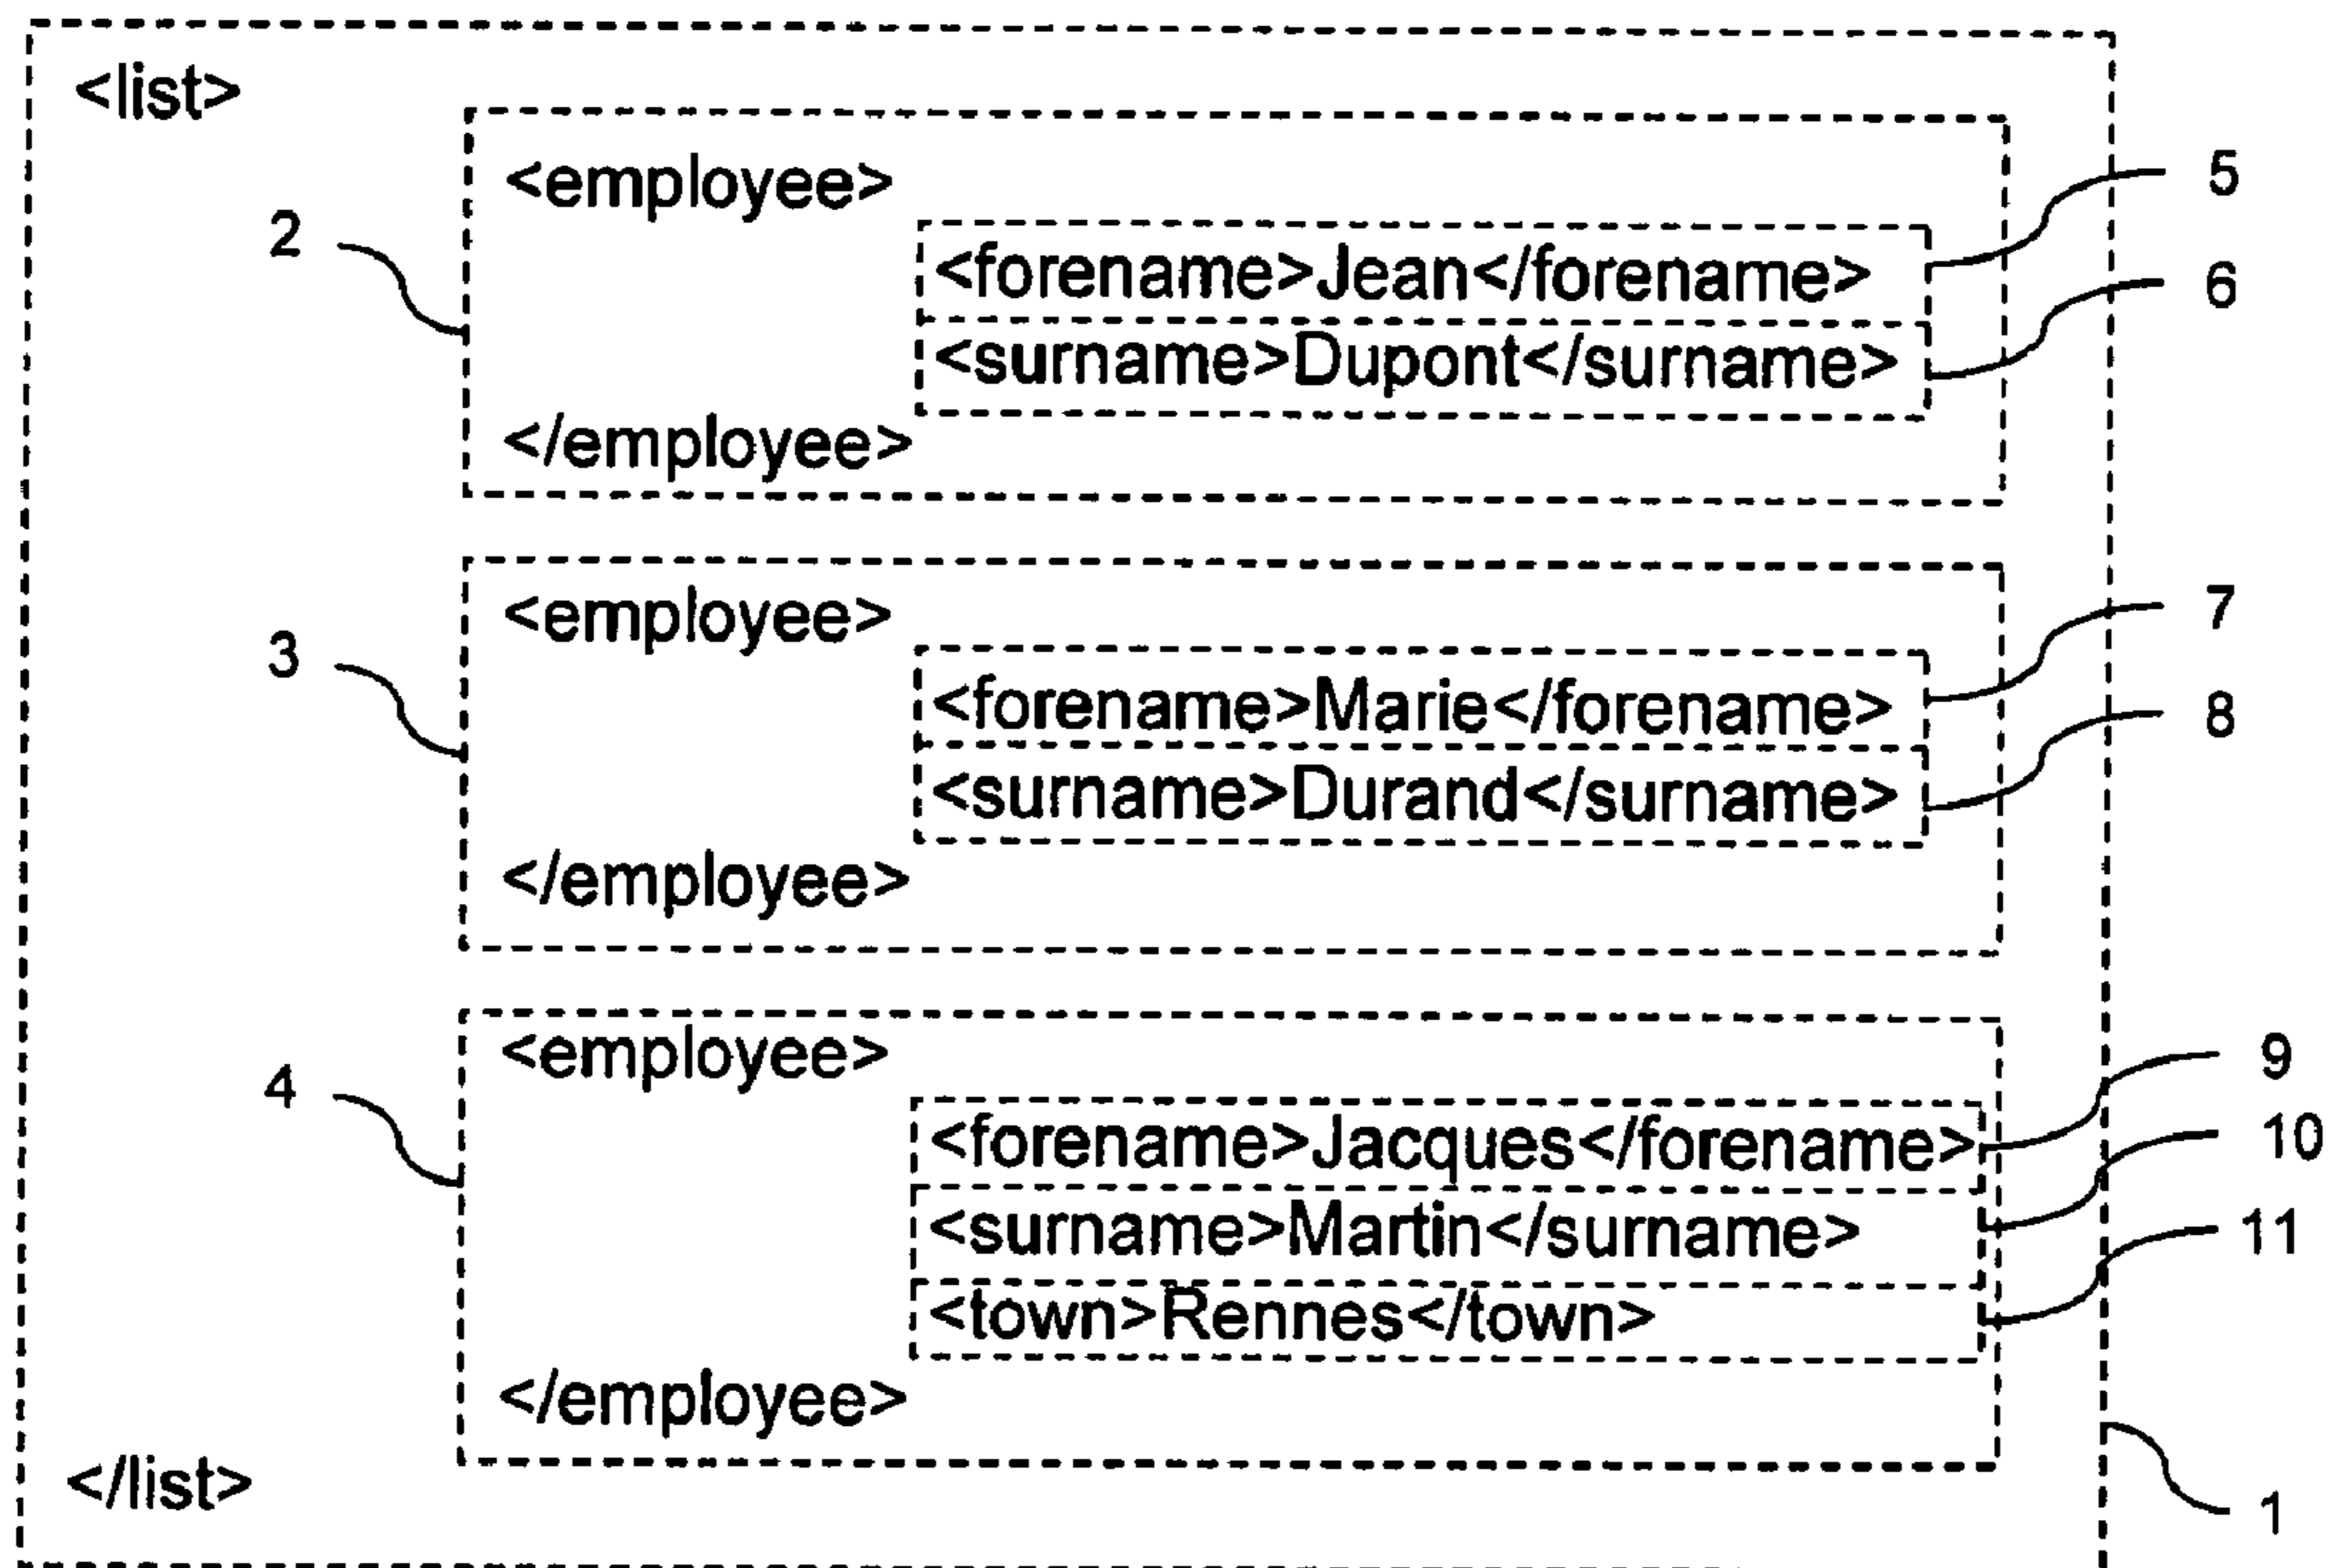 <list>
<employee>
5
2
<forename>Jean</forename>
6
<surname>Dupont</surname>
</employee>
<employee>
7
3
<forename>Marie</forename>
8
<surname>Durand</surname>
</employee>
<employee>
9
4
<forename>Jacques</forename>
10
<surname>Martin</surname>
11
<town>Rennes</town>
</employee>
</list>
1